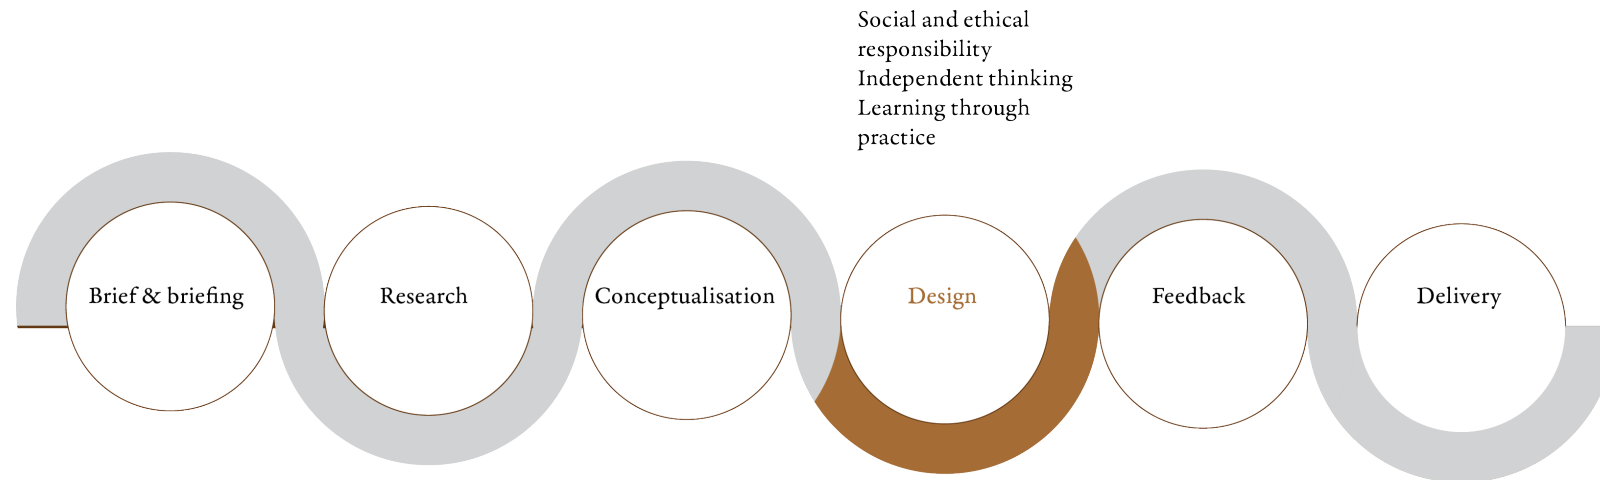 Social and ethical
responsibility
Independent thinking
Learning through
practice
Brief & briefing
Research
Conceptualisation
Design
Feedback
Delivery